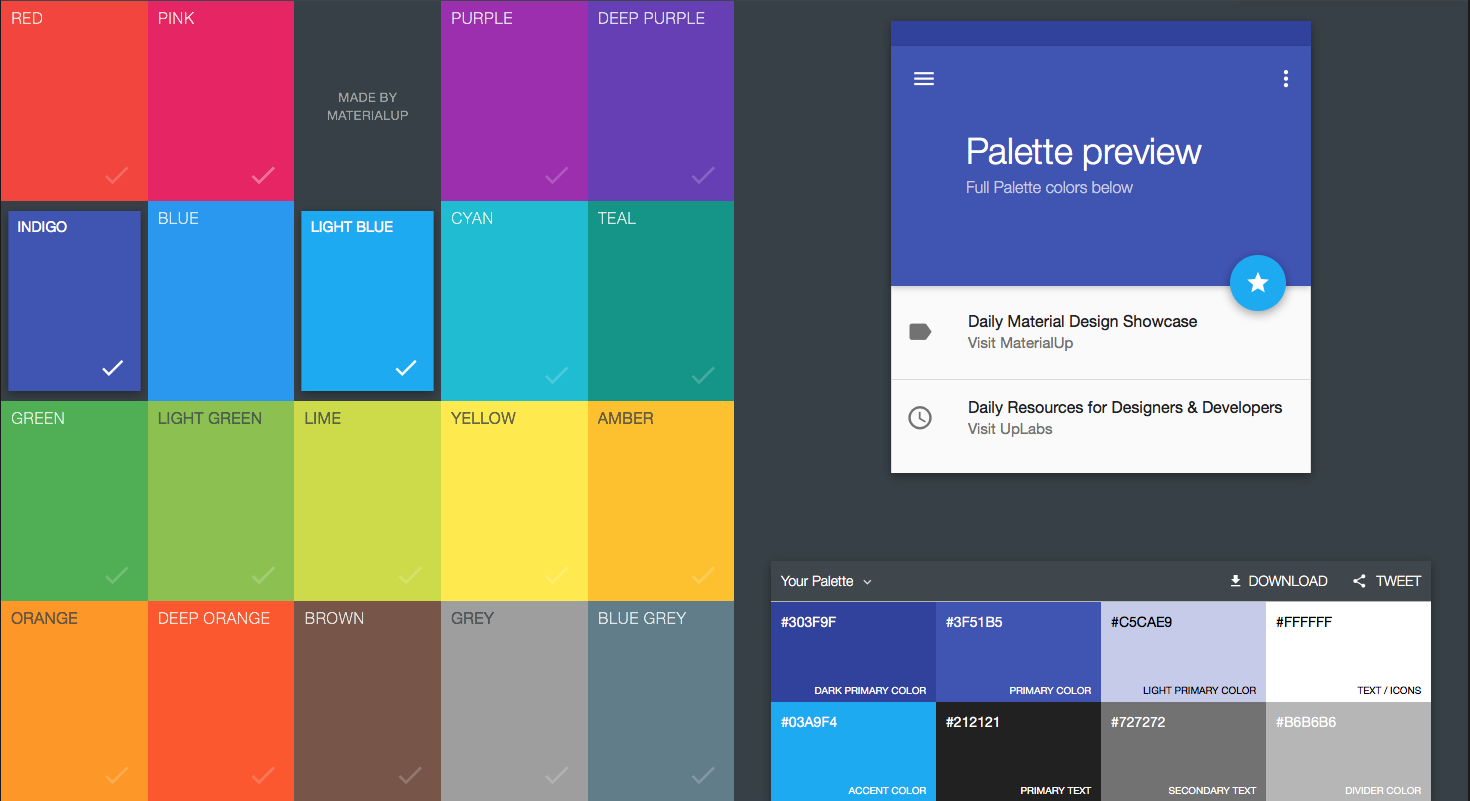 RED
PINK
MADE BY
MATERIALUP
PURPLE
DEEP PURPLE
INDIGO
BLUE
LIGHT BLUE
CYAN
TEAL
GREEN
LIGHT GREEN
LIME
YELLOW
AMBER
ORANGE
DEEP ORANGE
BROWN
GREY
BLUE GREY
Palette preview
Full Palette colors below
Daily Material Design Showcase
Visit MaterialUp
Daily Resources for Designers & Developers
Visit UpLabs
Your Palette
DOWNLOAD
TWEET
#303F9F
DARK PRIMARY COLOR
#3F51B5
PRIMARY COLOR
#C5CAE9
LIGHT PRIMARY COLOR
#FFFFFF
TEXT / ICONS
#03A9F4
ACCENT COLOR
#212121
PRIMARY TEXT
#727272
SECONDARY TEXT
#B6B6B6
DIVIDER COLOR